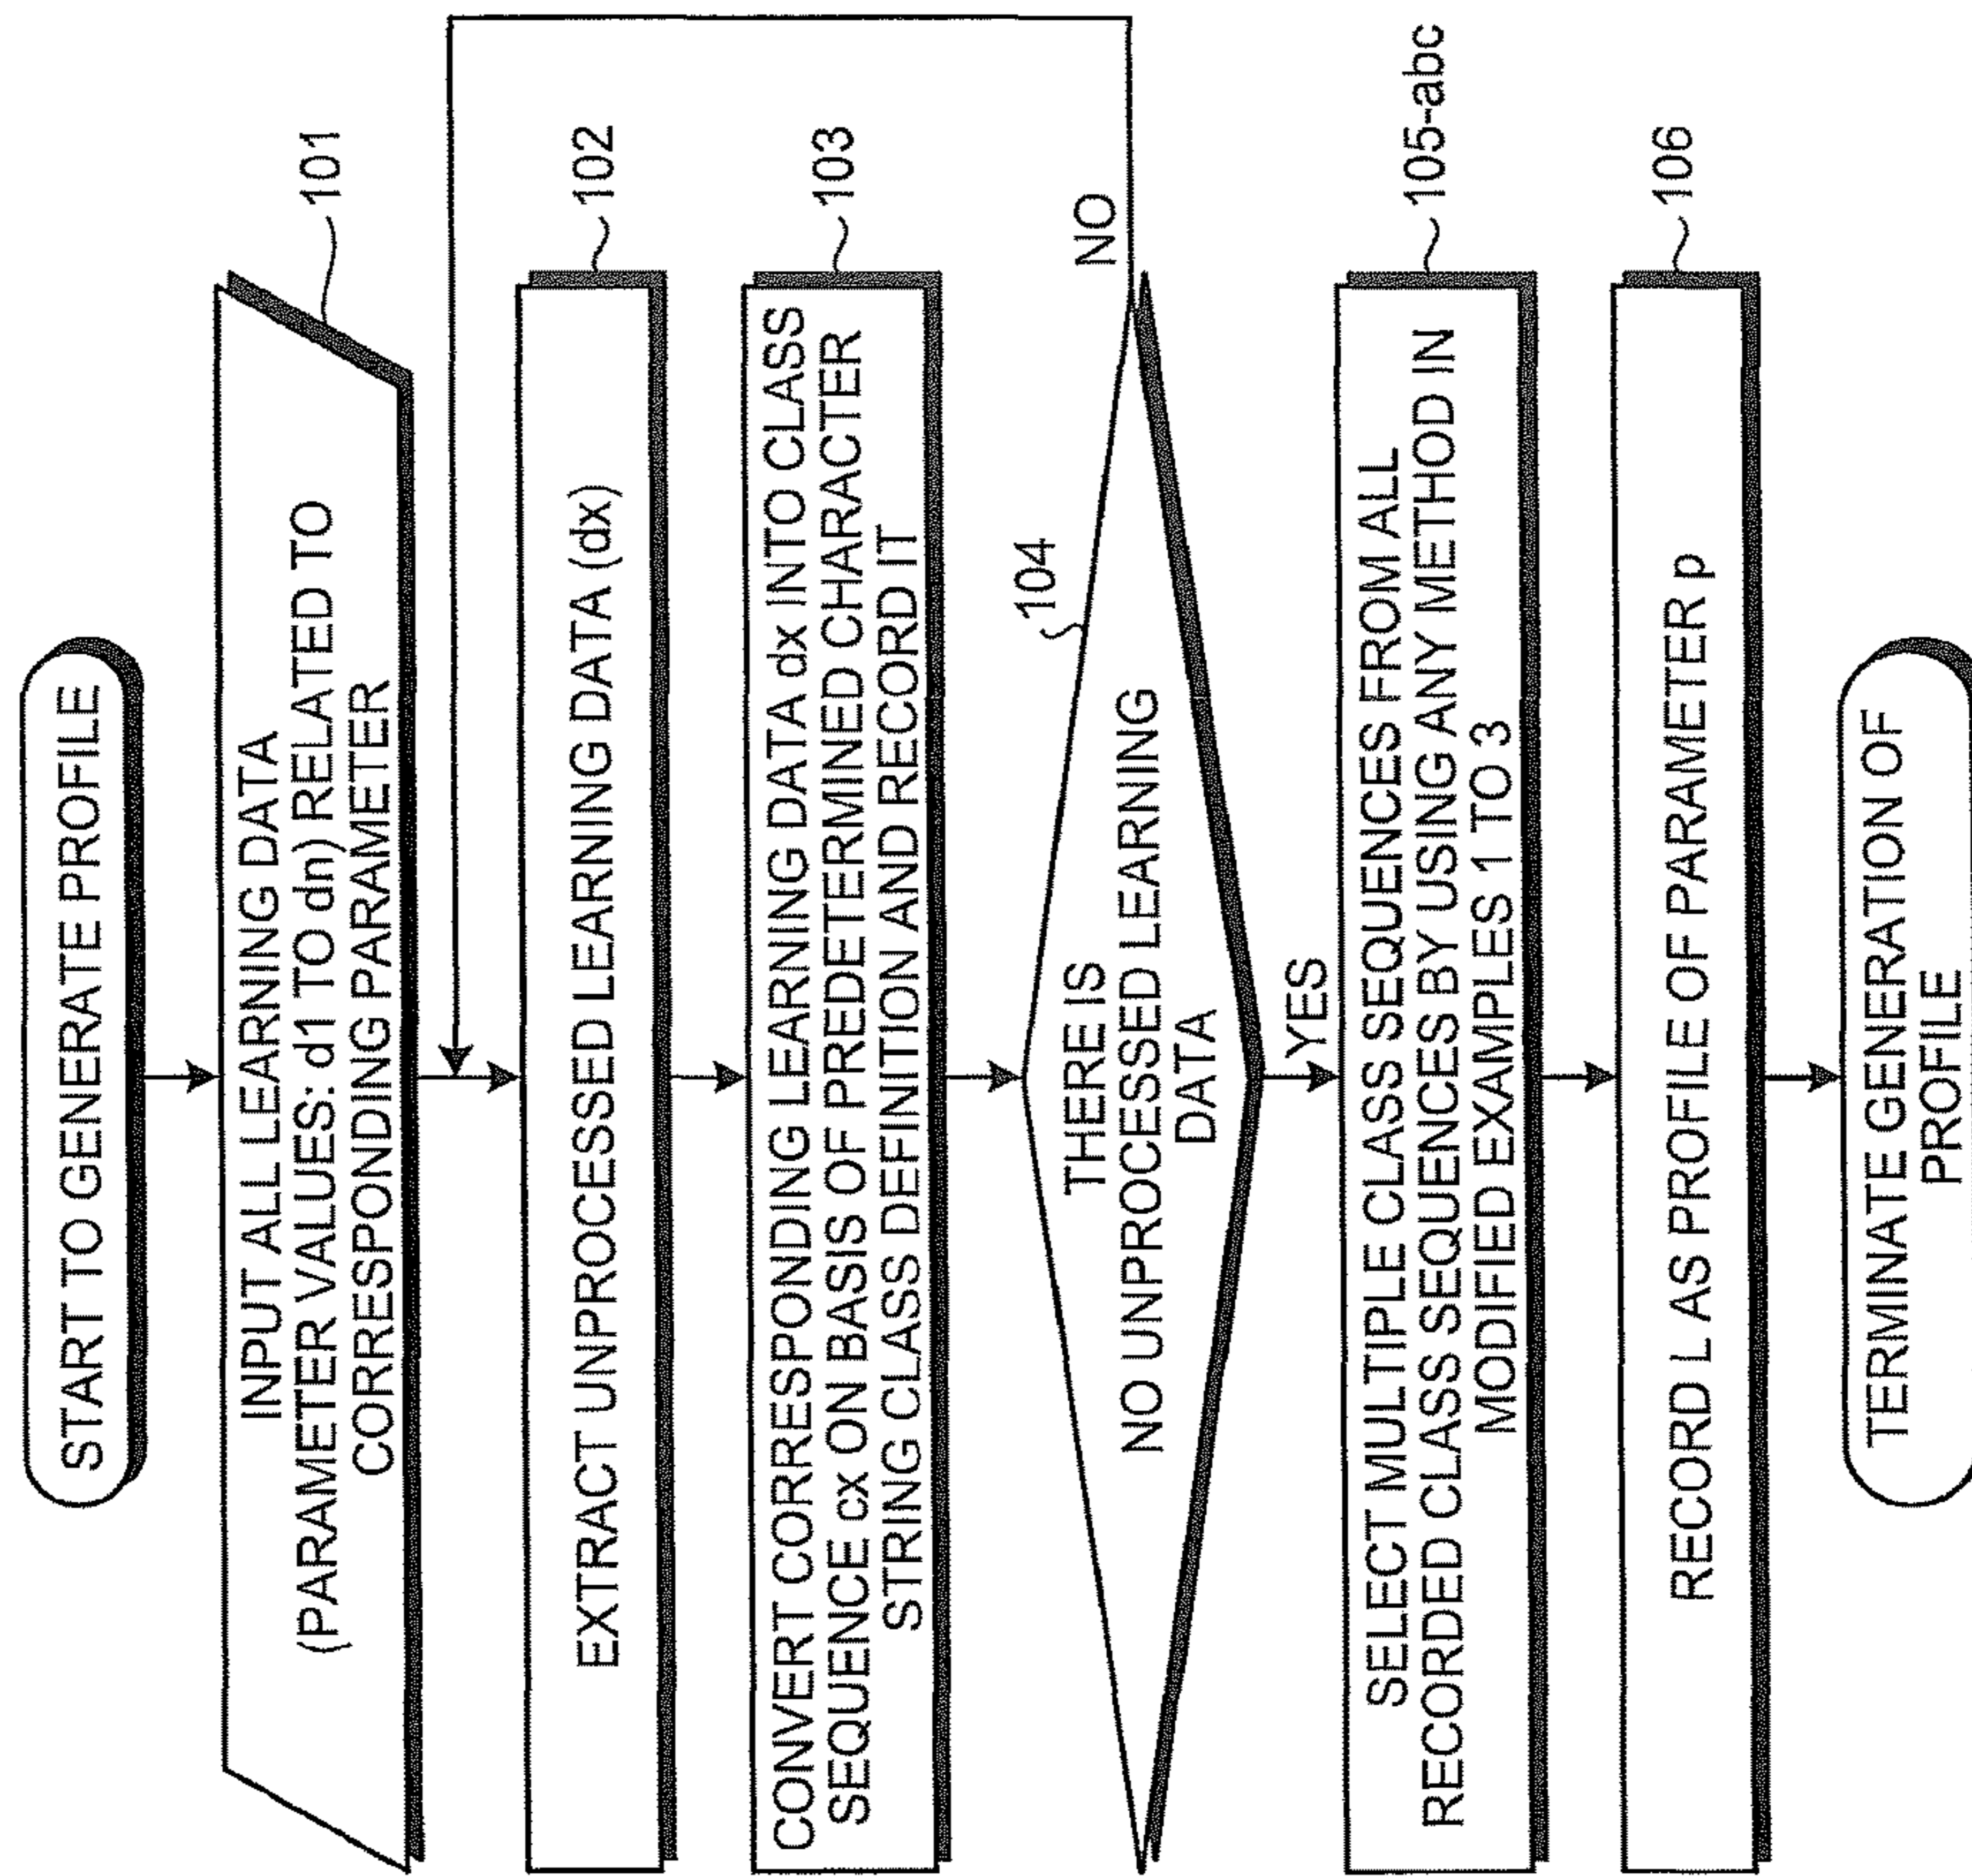 START TO GENERATE PROFILE
INPUT ALL LEARNING DATA
(PARAMETER VALUES: d1 TO dn) RELATED TO
CORRESPONDING PARAMETER
101
EXTRACT UNPROCESSED LEARNING DATA (dx)
102
CONVERT CORRESPONDING LEARNING DATA dx INTO CLASS
SEQUENCE cx ON BASIS OF PREDETERMINED CHARACTER
STRING CLASS DEFINITION AND RECORD IT
103
THERE IS
NO UNPROCESSED LEARNING
DATA
104
NO
YES
SELECT MULTIPLE CLASS SEQUENCES FROM ALL
RECORDED CLASS SEQUENCES BY USING ANY METHOD IN
MODIFIED EXAMPLES 1 TO 3
105-abc
RECORD L AS PROFILE OF PARAMETER p
106
TERMINATE GENERATION OF
PROFILE